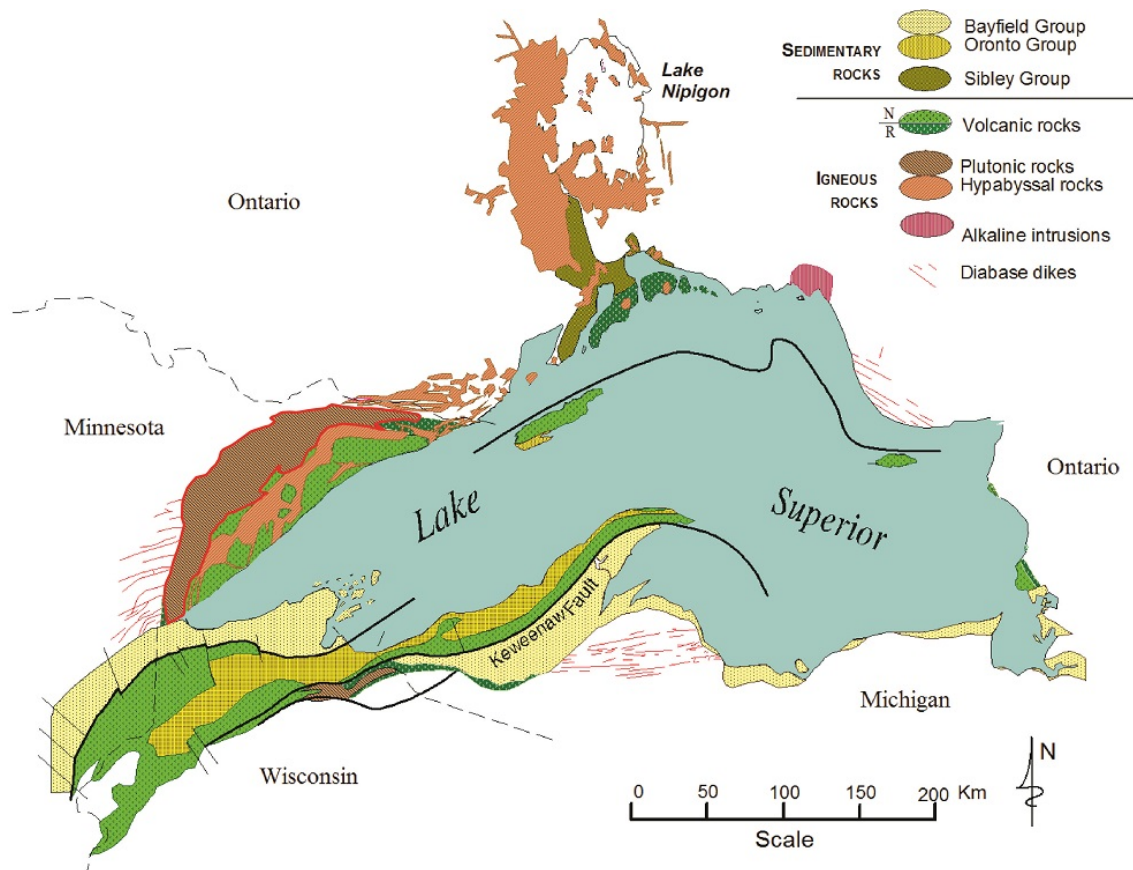 Bayfield Group
Oronto Group
SEDIMENTARY
ROCKS
Sibley Group
N
R
Volcanic rocks
Plutonic rocks
IGNEOUS
ROCKS
Hypabyssal rocks
Alkaline intrusions
Diabase dikes
Lake
Nipigon
Ontario
Minnesota
Ontario
Lake
Superior
Keweenaw Fault
Michigan
Wisconsin
N
0 50 100 150 200 Km
Scale